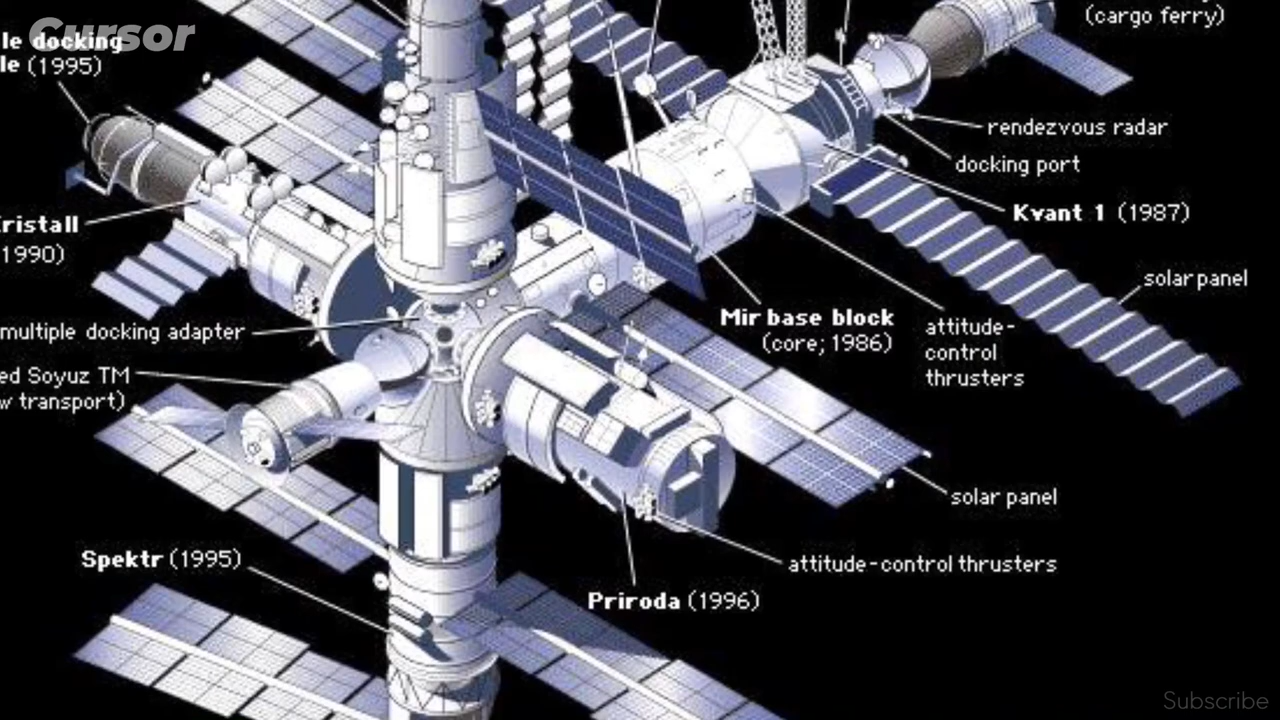 Cursor
(cargo ferry)
le docking
le (1995)
rendezvous radar
docking port
Kvant 1 (1987)
Kristall
1990)
solar panel
Mir base block
(core; 1986)
attitude-
control
thrusters
multiple docking adapter
ed Soyuz TM
w transport)
solar panel
Spektr (1995)
attitude-control thrusters
Priroda (1996)
Subscribe